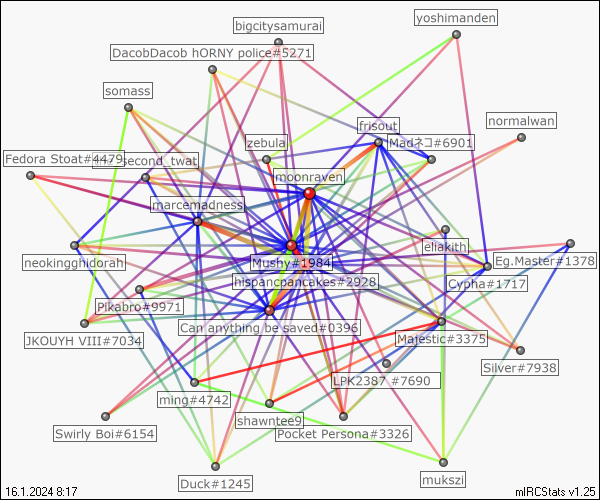 yoshimanden
bigcitysamurai
DacobDacob hORNY police#5271
somass
normalwan
frisout
zebula
Madネコ#6901
Fedora Stoat#4479
second_twat
moonraven
marcemadness
eliakith
neokingghidorah
Mushy#1984
Eg.Master#1378
hispancpancakes#2928
Cypha#1717
Pikabro#9971
Can anything be saved#0396
JKOUYH VIII#7034
Majestic#3375
Silver#7938
LPK2387 #7690
ming#4742
shawntee9
Swirly Boi#6154
Pocket Persona#3326
Duck#1245
mukszi
16.1.2024 8:17
mIRCStats v1.25